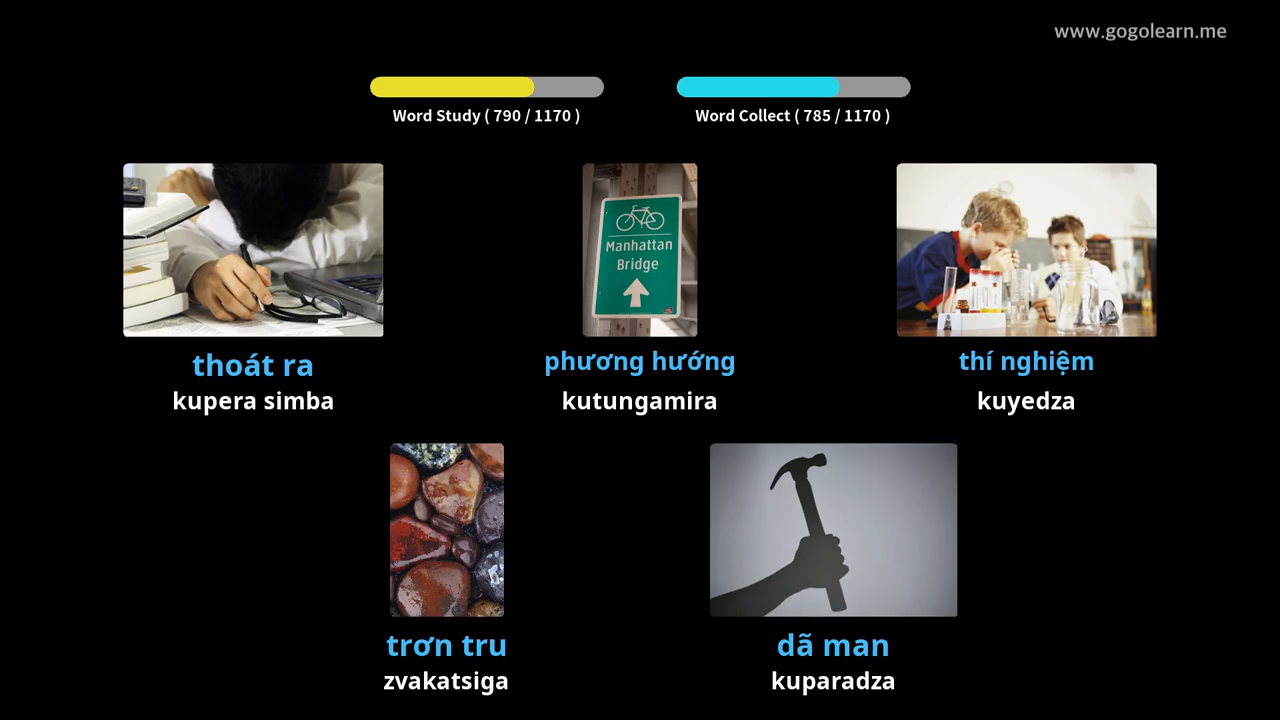 www.gogolearn.me
Word Study ( 790 / 1170 )
Word Collect ( 785 / 1170 )
Manhattan
Bridge
thoát ra
kupera simba
phương hướng
kutungamira
thí nghiệm
kuyedza
trơn tru
zvakatsiga
dã man
kuparadza